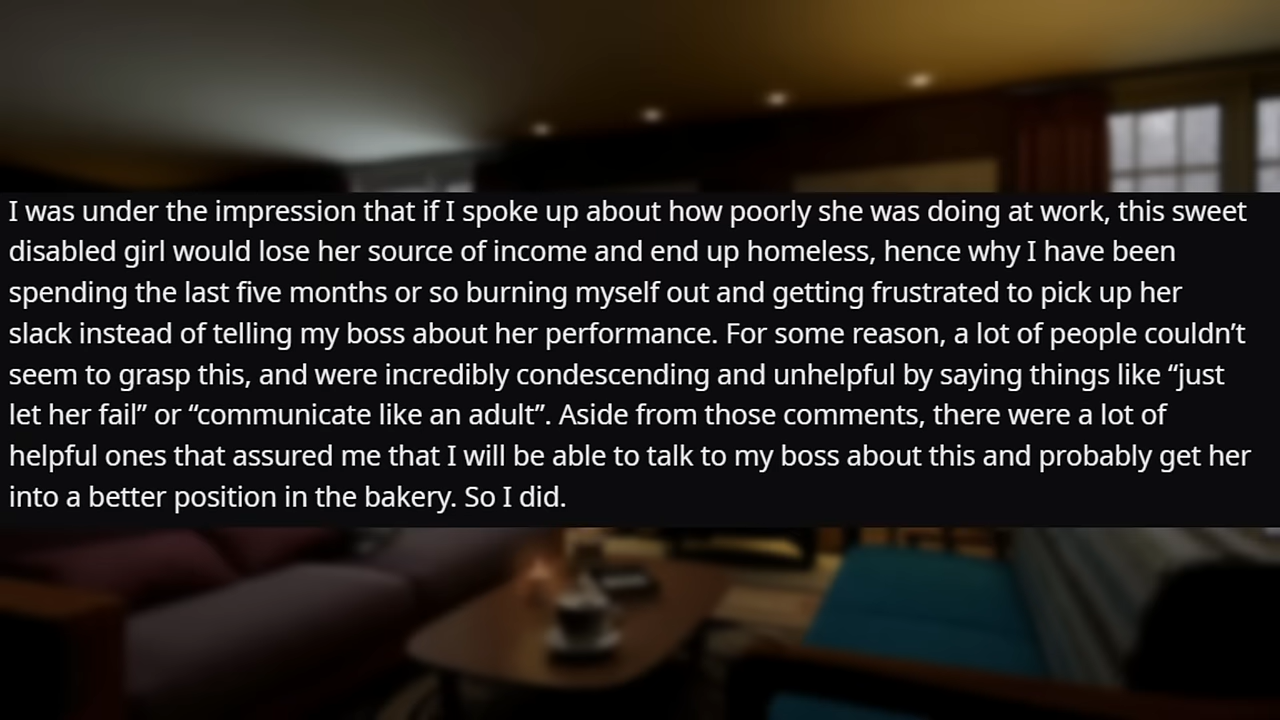 I was under the impression that if I spoke up about how poorly she was doing at work, this sweet
disabled girl would lose her source of income and end up homeless, hence why I have been
spending the last five months or so burning myself out and getting frustrated to pick up her
slack instead of telling my boss about her performance. For some reason, a lot of people couldn’t
seem to grasp this, and were incredibly condescending and unhelpful by saying things like “just
let her fail” or “communicate like an adult”. Aside from those comments, there were a lot of
helpful ones that assured me that I will be able to talk to my boss about this and probably get her
into a better position in the bakery. So I did.